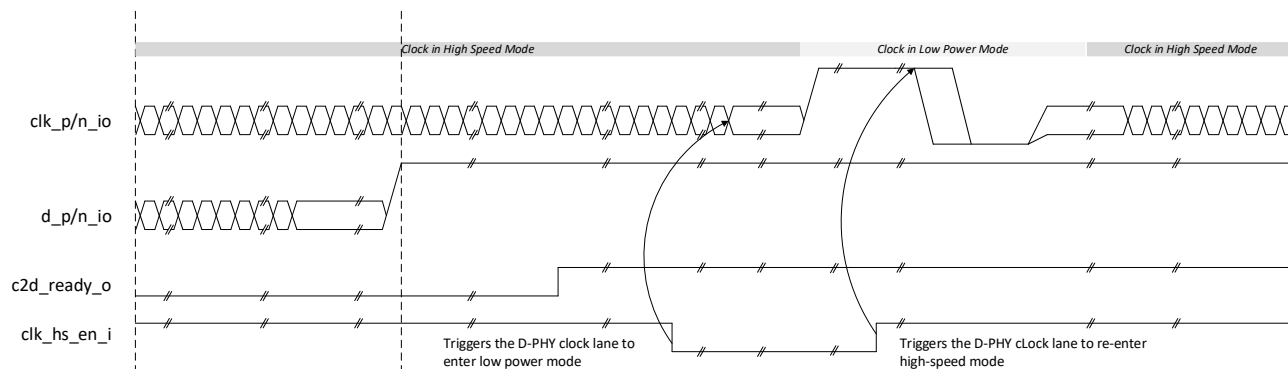 Clock in High Speed Mode
Clock in Low Power Mode
Clock in High Speed Mode
clk_p/n_io
d_p/n_io
c2d_ready_o
clk_hs_en_i
Triggers the D-PHY clock lane to
enter low power mode
Triggers the D-PHY cLock lane to re-enter
high-speed mode